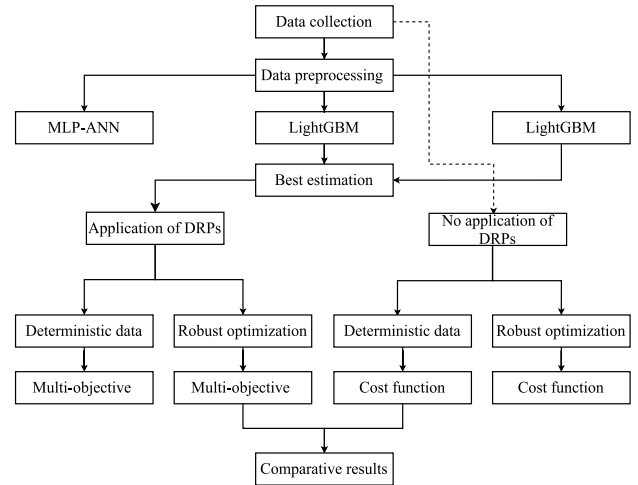 Data collection
Data preprocessing
MLP-ANN
LightGBM
LightGBM
Best estimation
Application of DRPs
No application of
DRPs
Deterministic data
Robust optimization
Deterministic data
Robust optimization
Multi-objective
Multi-objective
Cost function
Cost function
Comparative results